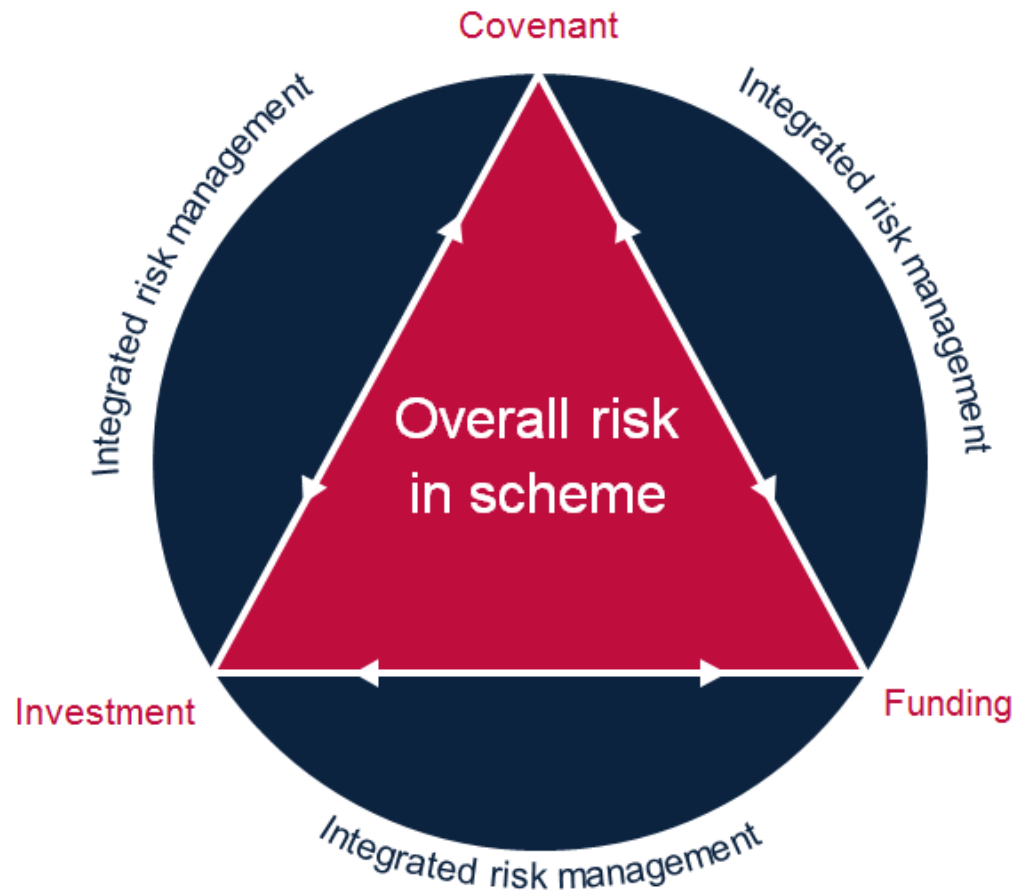 Covenant
Integrated risk management
Integrated risk management
Overall risk
in scheme
Investment
Funding
Integrated risk management